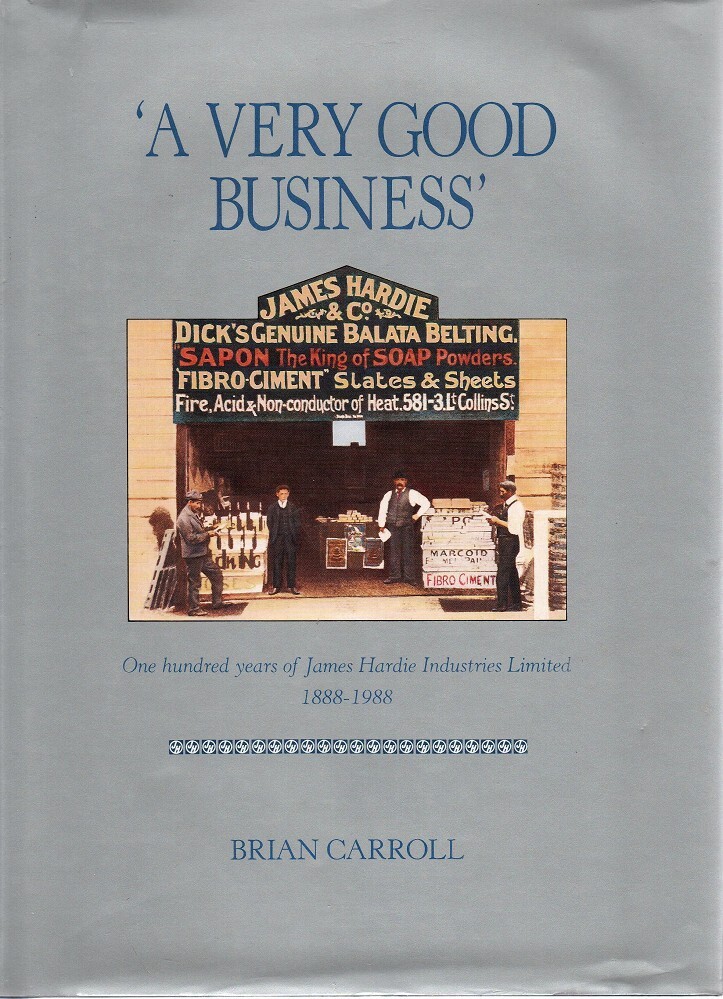 ‘A VERY GOOD
BUSINESS’
JAMES HARDIE
& Co.
DICK'S GENUINE BALATA BELTING.
"SAPON The King of SOAP Powders.
"FIBRO-CIMENT" Slates & Sheets
Fire, Acid & Non-conductor of Heat. 581-3. Lt Collins St
MARCOID
FIBRO CIMENT
One hundred years of James Hardie Industries Limited
1888-1988
BRIAN CARROLL